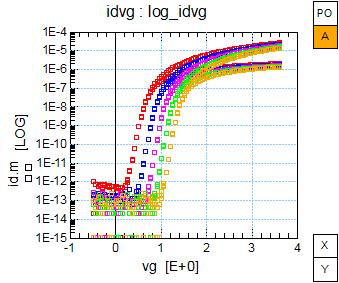 idvg : log_idvg
PO
A
1E-4
1E-5
1E-6
1E-7
1E-8
1E-9
1E-10
1E-11
1E-12
1E-13
1E-14
1E-15
id.m [LOG]
-1 0 1 2 3 4
vg [E+0]
X
Y